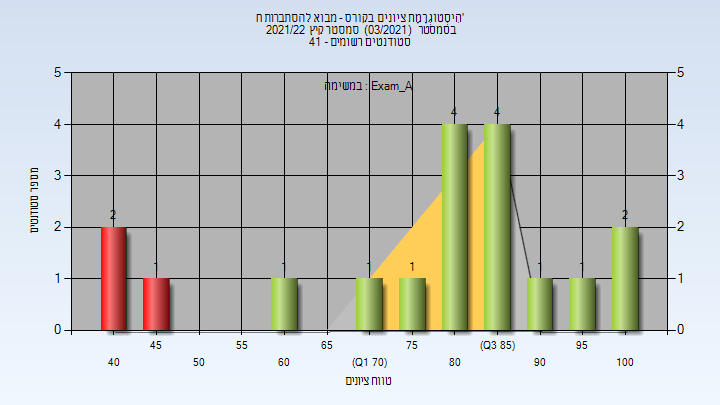 היסטוגרמת ציונים בקורס - מבוא להסתברות ח'
בסמסטר (03/2021) סמסטר קיץ 2021/22
סטודנטים רשומים - 41
במשימה : Exam_A
מספר סטודנטים
5 5
4 4 4 4
3 3
2 2 2 2
1 1 1 1 1 1 1 1
0 0
45 55 65 75 (Q3 85) 95
40 50 60 (Q1 70) 80 90 100
טווח ציונים